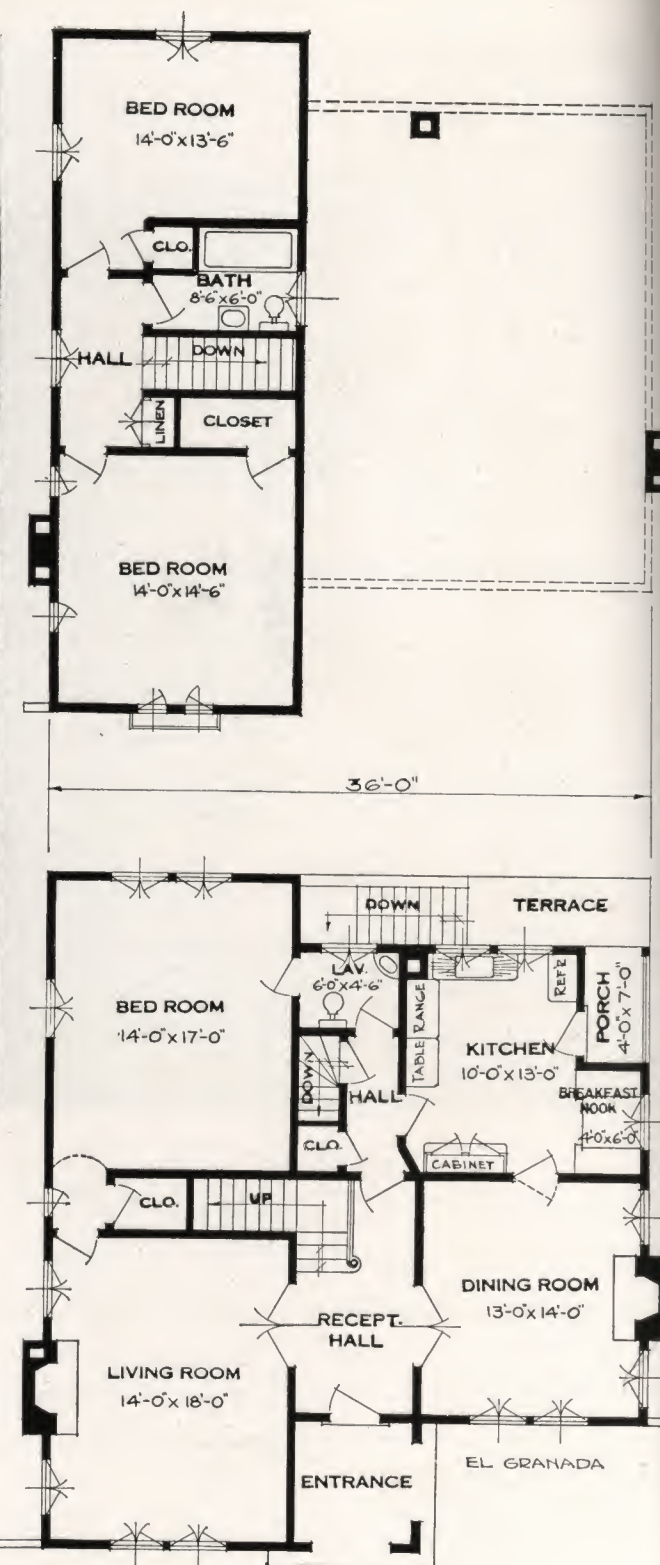 BED ROOM
14'-0"x13'-6"
CLO.
BATH
8'-6"x6'-0"
HALL
DOWN
LINEN
CLOSET
BED ROOM
14'-0"x14'-6"
36'-0"
DOWN
TERRACE
LAV.
6'-0"x4'-6"
REFR
PORCH
4'-0"x7'-0"
BED ROOM
14'-0"x17'-0"
RANGE
TABLE
KITCHEN
10'-0"x13'-0"
DOWN
HALL
BREAKFAST
NOOK
4'0"x6'-0
CLO.
CABINET
CLO.
UP
DINING ROOM
13'-0"x14'-0"
RECEPT.
HALL
LIVING ROOM
14'-0"x18'-0"
EL GRANADA
ENTRANCE